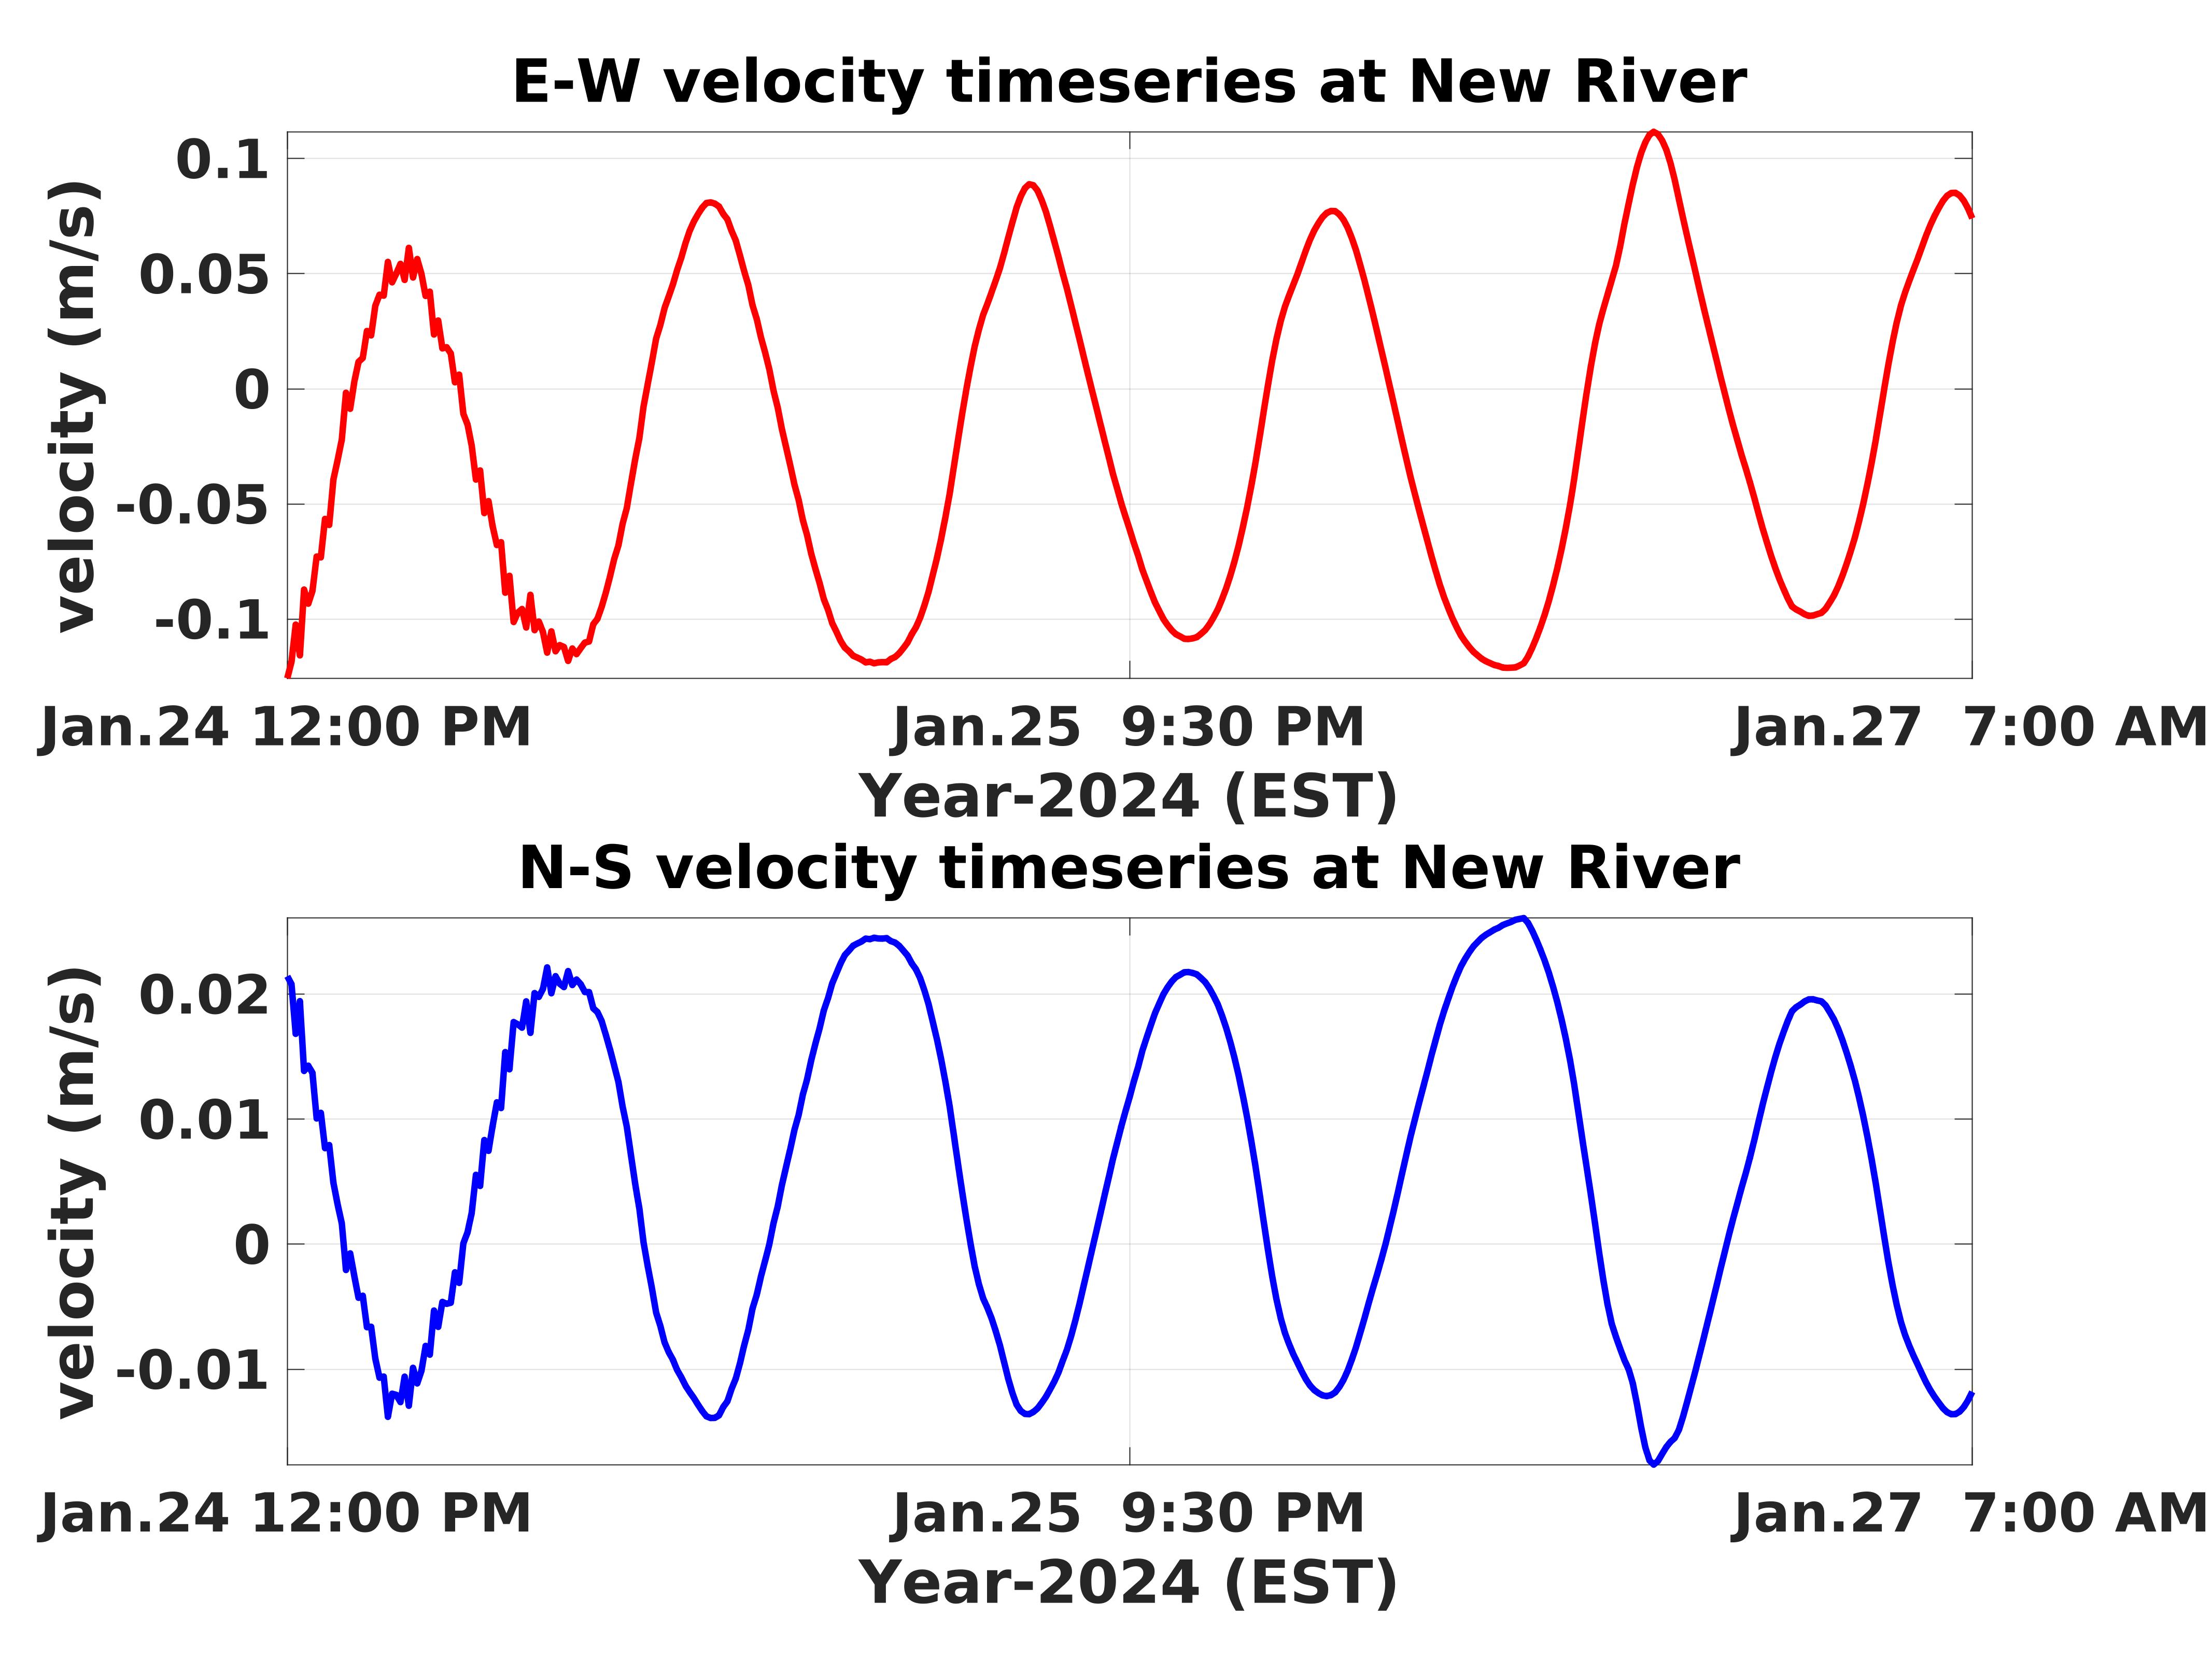 E-W velocity timeseries at New River
velocity (m/s)
0.1
0.05
0
-0.05
-0.1
Jan.24 12:00 PM Jan.25 9:30 PM Jan.27 7:00 AM
Year-2024 (EST)
N-S velocity timeseries at New River
velocity (m/s)
0.02
0.01
0
-0.01
Jan.24 12:00 PM Jan.25 9:30 PM Jan.27 7:00 AM
Year-2024 (EST)